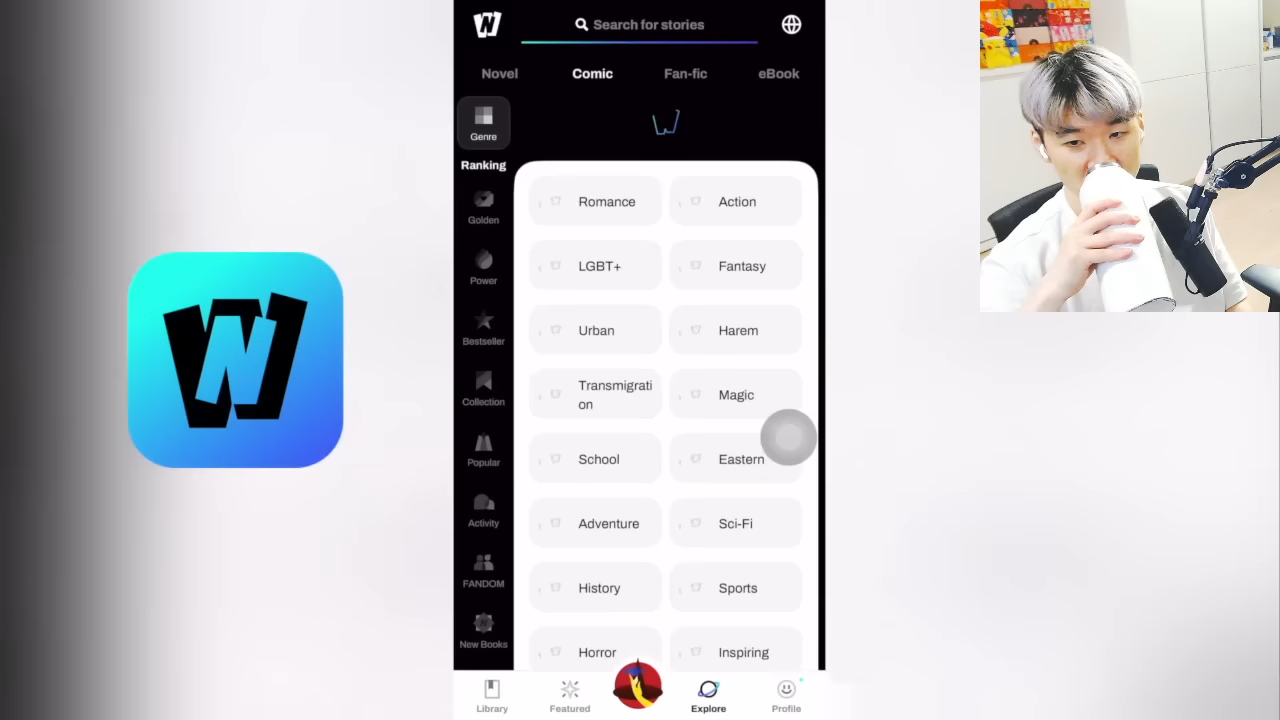 Search for stories
Novel Comic Fan-fic eBook
Genre
Ranking
Golden
Power
Bestseller
Collection
Popular
Activity
FANDOM
New Books
Romance Action
LGBT+ Fantasy
Urban Harem
Transmigrati
on
Magic
School Eastern
Adventure Sci-Fi
History Sports
Horror Inspiring
Library Featured Explore Profile